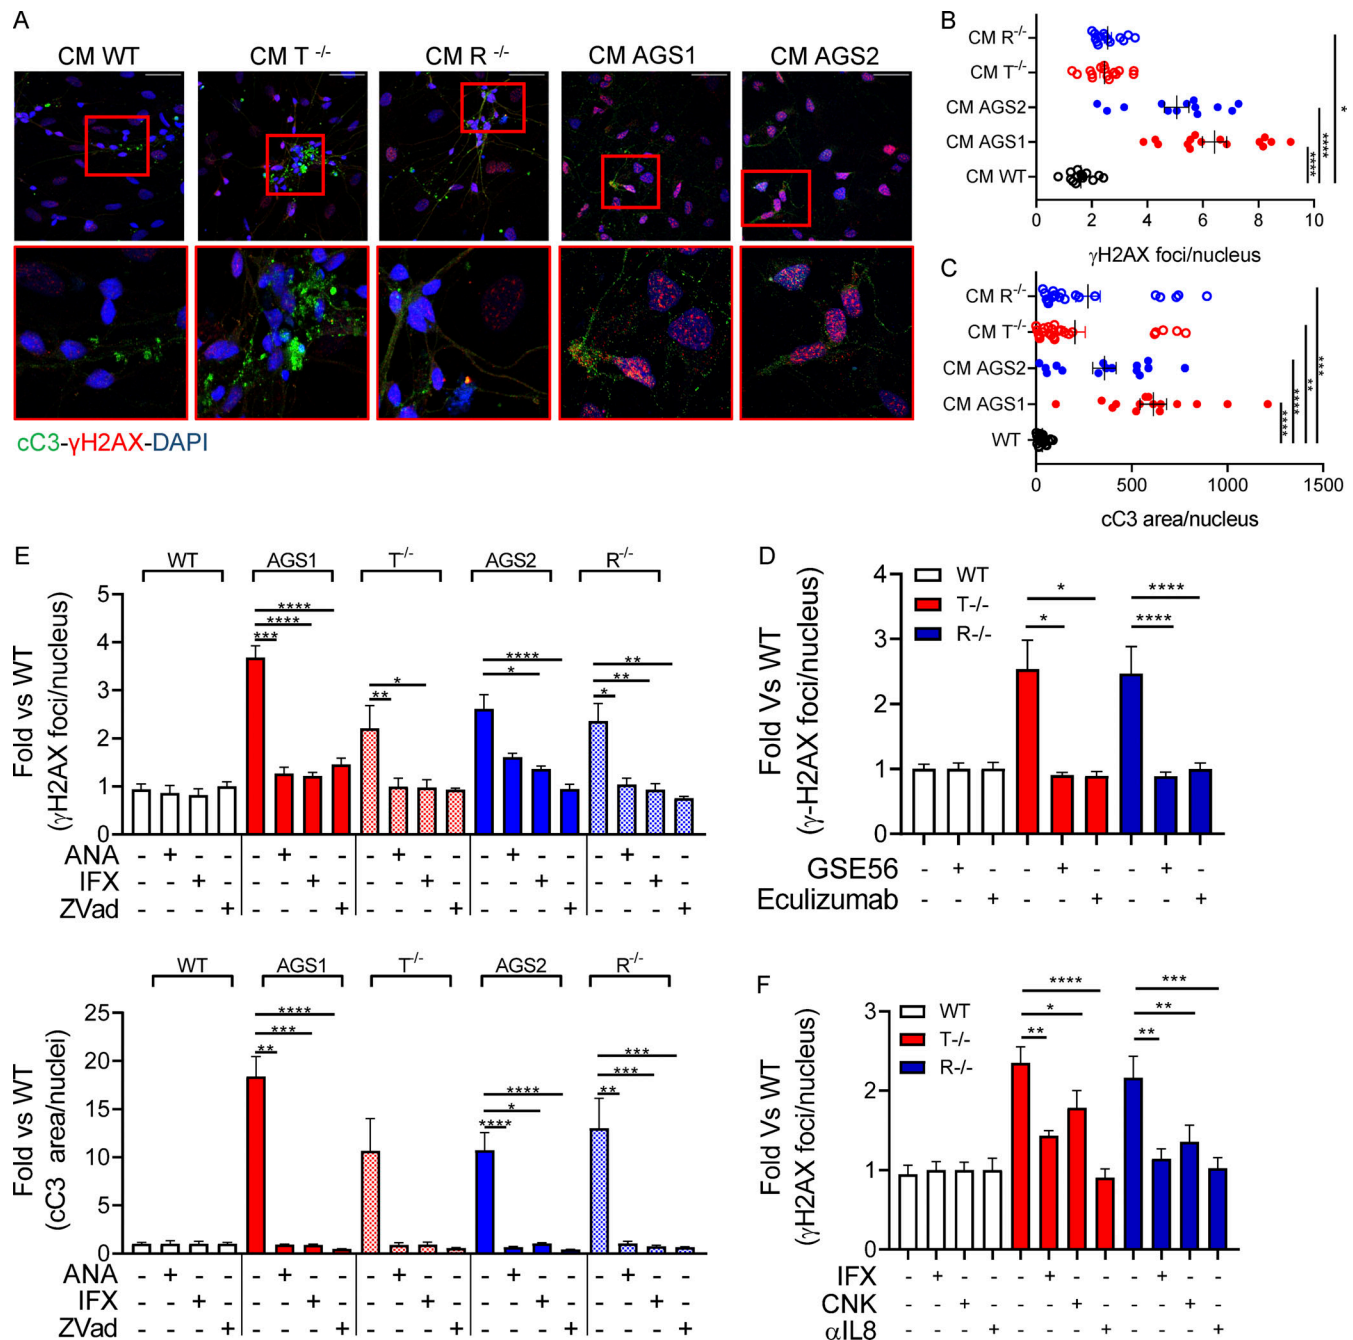 A
CM WT CM T -/- CM R -/- CM AGS1 CM AGS2
cC3-γH2AX-DAPI
B
CM R-/-
CM T-/-
CM AGS2
CM AGS1
CM WT
0 2 4 6 8 10
γH2AX foci/nucleus
* **** ****
C
CM R-/-
CM T-/-
CM AGS2
CM AGS1
WT
0 500 1000 1500
cC3 area/nucleus
*** ** **** ****
E
WT AGS1 T-/- AGS2 R-/-
Fold vs WT
(γH2AX foci/nucleus)
5
4
3
2
1
0
**** **** ***
* **
**** *
** ** *
ANA - + - - - + - - - + - - - + - - - + - -
IFX - - + - - - + - - - + - - - + - - - + -
ZVad - - - + - - - + - - - + - - - + - - - +
WT AGS1 T-/- AGS2 R-/-
Fold vs WT
(cC3 area/nuclei)
25
20
15
10
5
0
**** *** **
**** * ****
*** *** **
ANA - + - - - + - - - + - - - + - - - + - -
IFX - - + - - - + - - - + - - - + - - - + -
ZVad - - - + - - - + - - - + - - - + - - - +
D
Fold Vs WT
(γ-H2AX foci/nucleus)
4
3
2
1
0
WT
T-/-
R-/-
* *
**** ****
GSE56 - + - - + - - + -
Eculizumab - - + - - + - - +
F
Fold Vs WT
(γH2AX foci/nucleus)
3
2
1
0
WT
T-/-
R-/-
**** * **
*** ** **
IFX - + - - - + - - - + - -
CNK - - + - - - + - - - + -
αIL8 - - - + - - - + - - - +